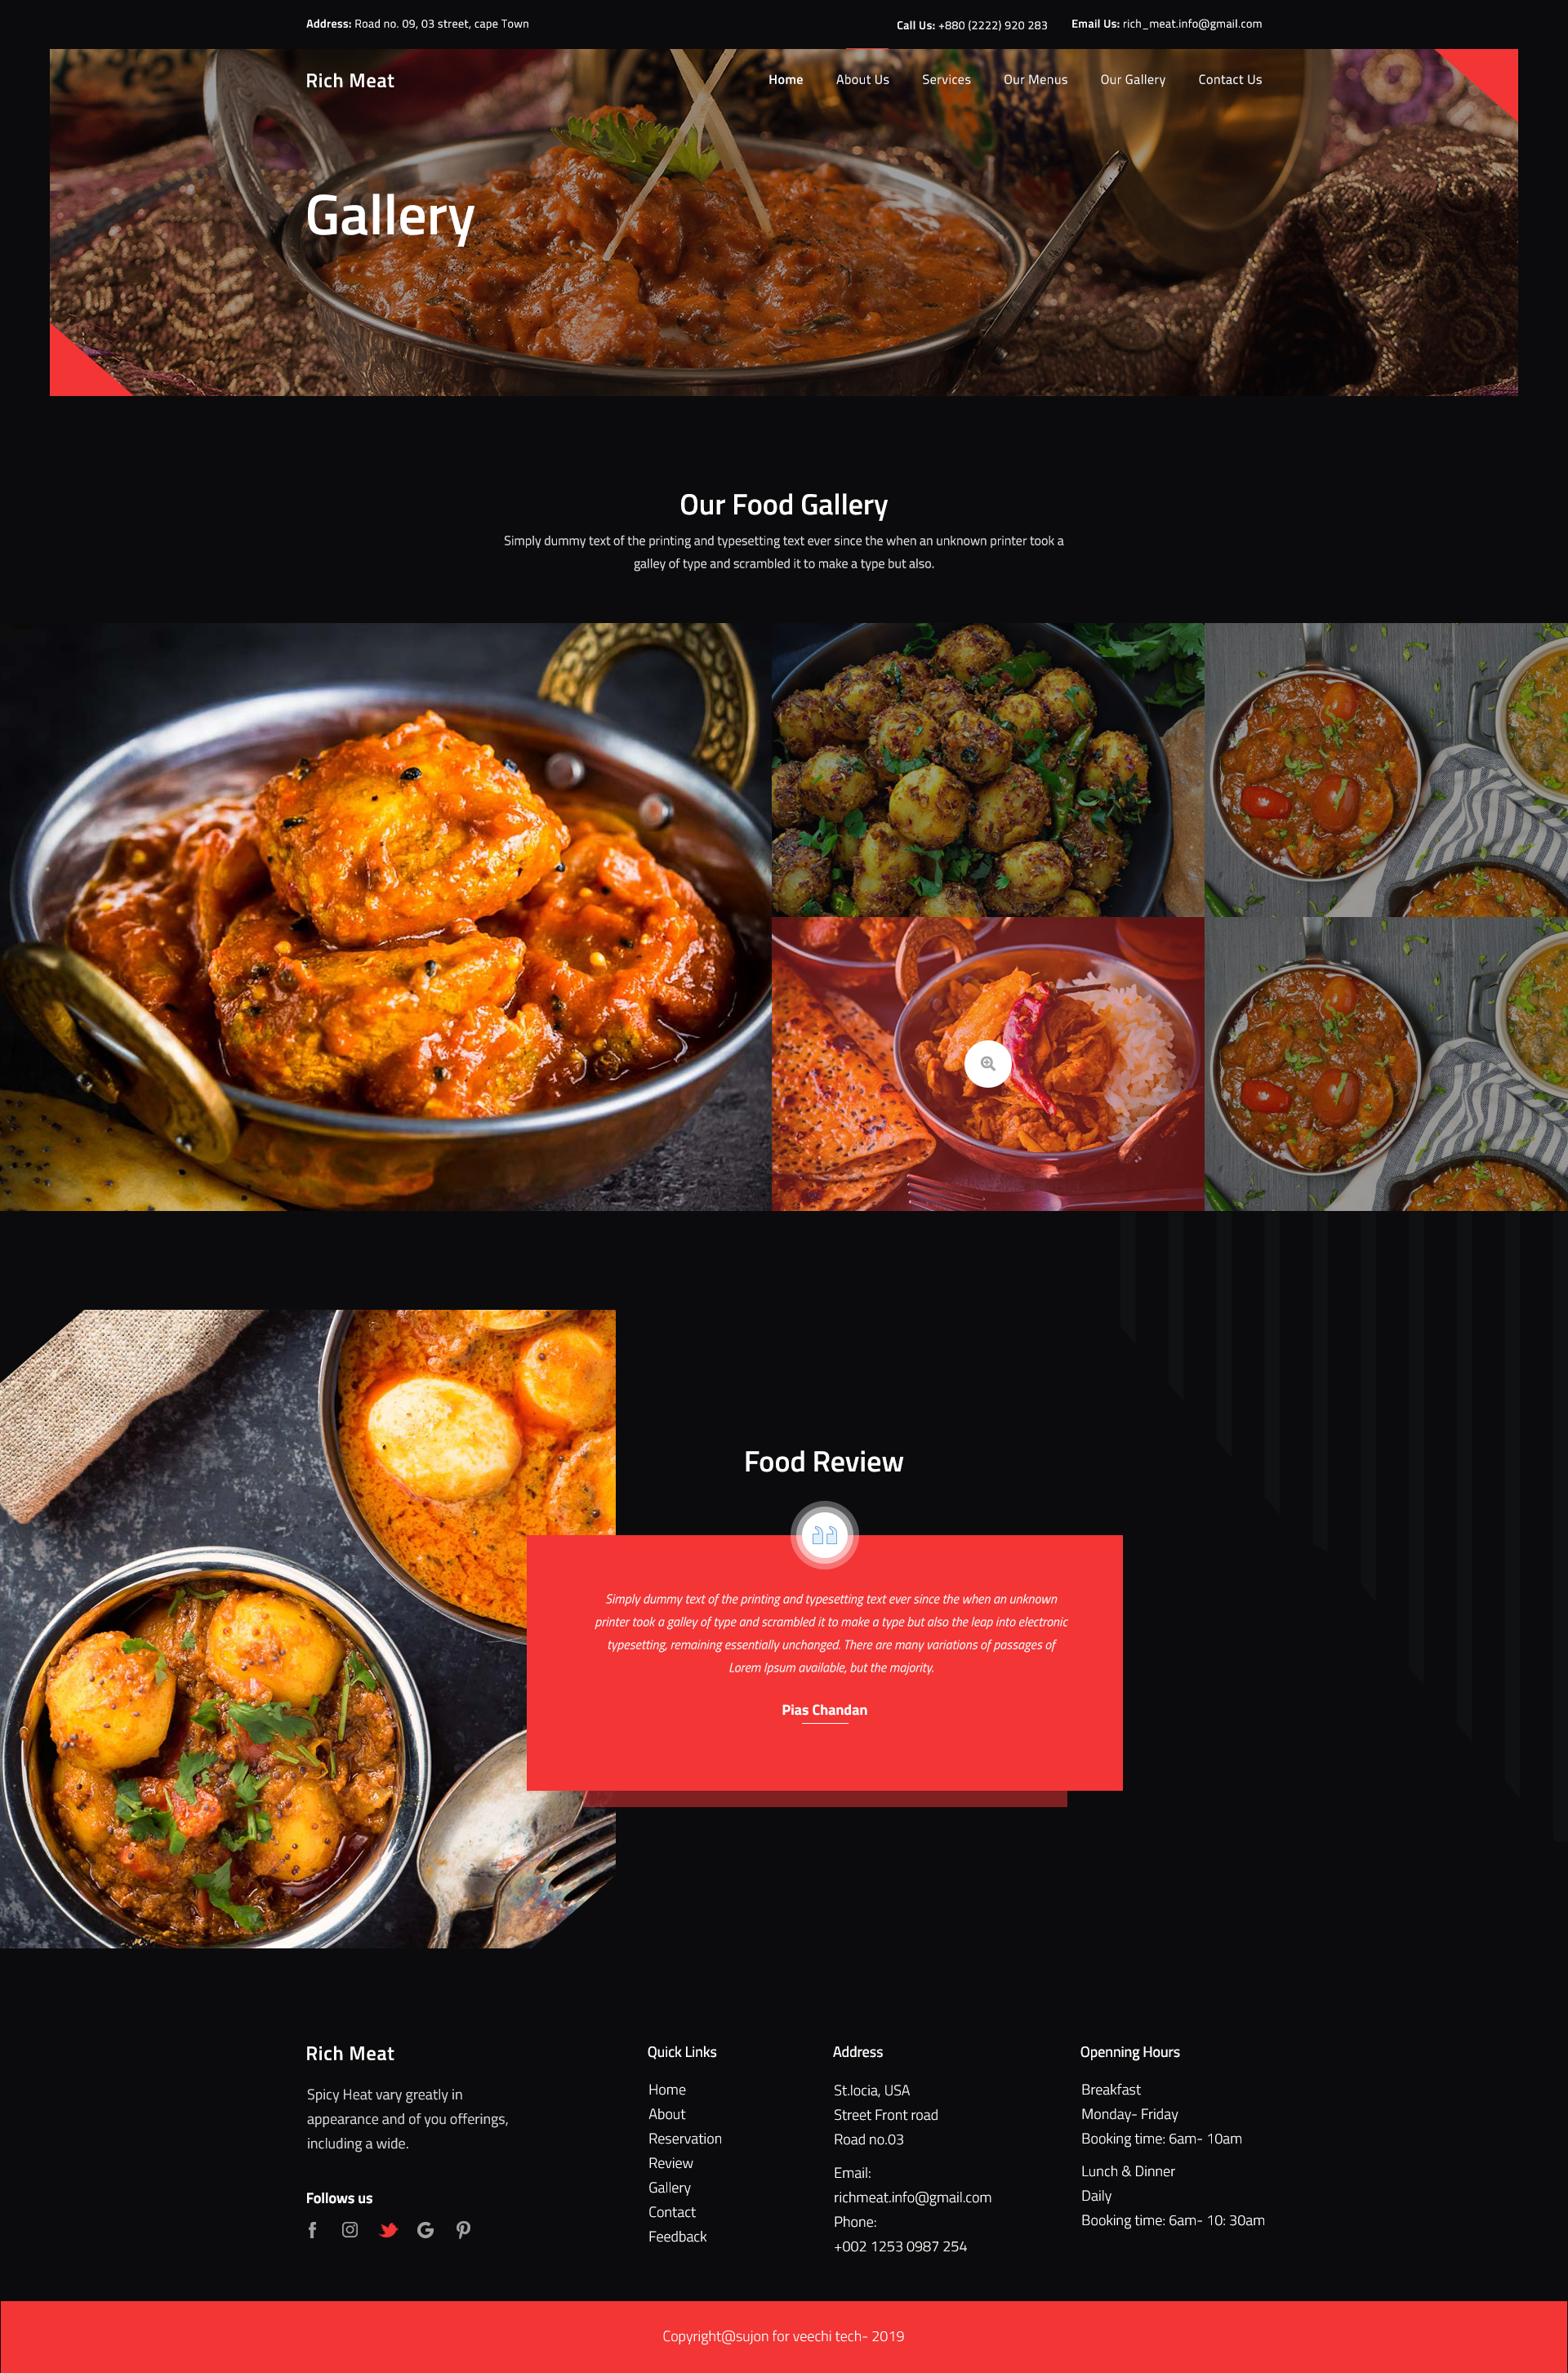 Address: Road no. 09, 03 street, cape Town
Call Us: +880 (2222) 920 283
Email Us: rich_meat.info@gmail.com
Rich Meat
Home
About Us
Services
Our Menus
Our Gallery
Contact Us
Gallery
Our Food Gallery
Simply dummy text of the printing and typesetting text ever since the when an unknown printer took a
galley of type and scrambled it to make a type but also.
Food Review
Simply dummy text of the printing and typesetting text ever since the when an unknown
printer took a galley of type and scrambled it to make a type but also the leap into electronic
typesetting, remaining essentially unchanged. There are many variations of passages of
Lorem Ipsum available, but the majority.
Pias Chandan
Rich Meat
Spicy Heat vary greatly in
appearance and of you offerings,
including a wide.
Follows us
Quick Links
Home
About
Reservation
Review
Gallery
Contact
Feedback
Address
St.locia, USA
Street Front road
Road no.03
Email:
richmeat.info@gmail.com
Phone:
+002 1253 0987 254
Openning Hours
Breakfast
Monday- Friday
Booking time: 6am- 10am
Lunch & Dinner
Daily
Booking time: 6am- 10: 30am
Copyright@sujon for veechi tech- 2019